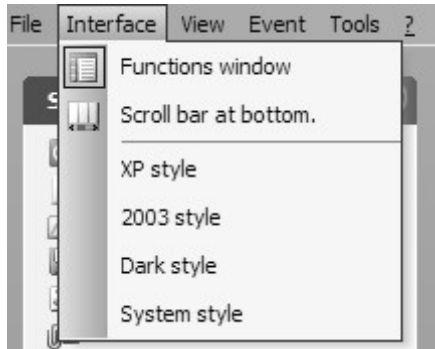 File Interface View Event Tools ?
Functions window
Scroll bar at bottom.
XP style
2003 style
Dark style
System style